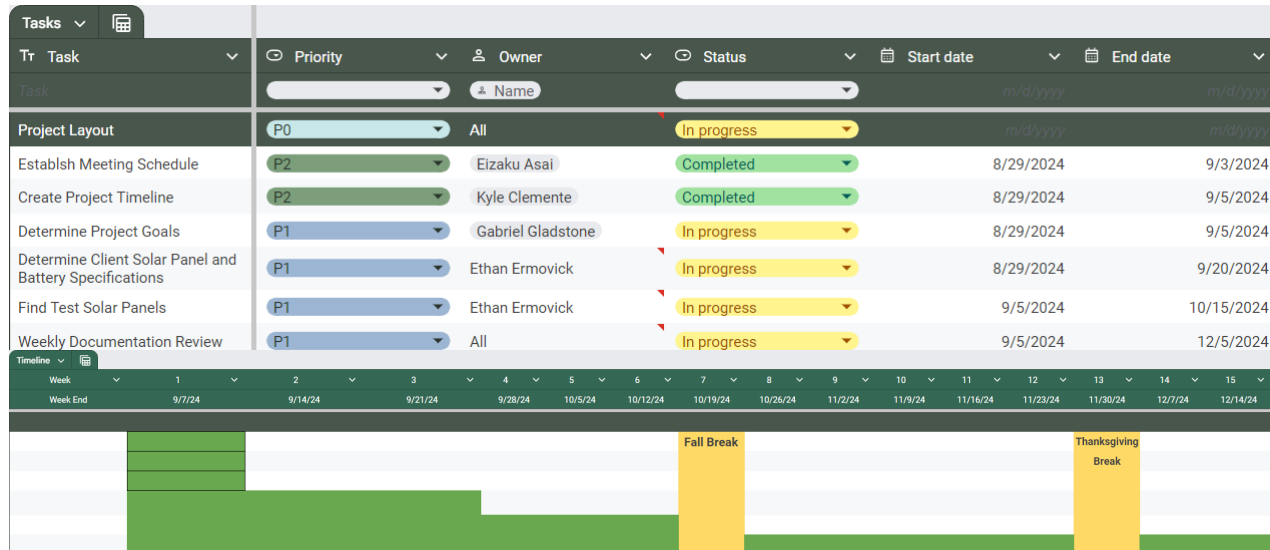 Tasks
Task Priority Owner Status Start date End date
Task Name m/d/yyyy m/d/yyyy
Project Layout P0 All In progress m/d/yyyy m/d/yyyy
Establsh Meeting Schedule P2 Eizaku Asai Completed 8/29/2024 9/3/2024
Create Project Timeline P2 Kyle Clemente Completed 8/29/2024 9/5/2024
Determine Project Goals P1 Gabriel Gladstone In progress 8/29/2024 9/5/2024
Determine Client Solar Panel and
Battery Specifications P1 Ethan Ermovick In progress 8/29/2024 9/20/2024
Find Test Solar Panels P1 Ethan Ermovick In progress 9/5/2024 10/15/2024
Weekly Documentation Review P1 All In progress 9/5/2024 12/5/2024
Timeline
Week 1 2 3 4 5 6 7 8 9 10 11 12 13 14 15
Week End 9/7/24 9/14/24 9/21/24 9/28/24 10/5/24 10/12/24 10/19/24 10/26/24 11/2/24 11/9/24 11/16/24 11/23/24 11/30/24 12/7/24 12/14/24
Fall Break Thanksgiving
Break